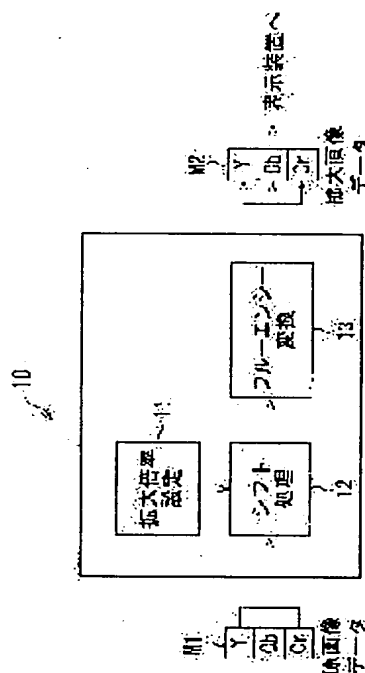 10
M1
Y
Cb
Cr
原画像
データ
拡大倍率
設定
11
シフト
処理
12
フルーエンシー
変換
13
M2
Y
Cb
Cr
拡大画像
データ
表示装置へ